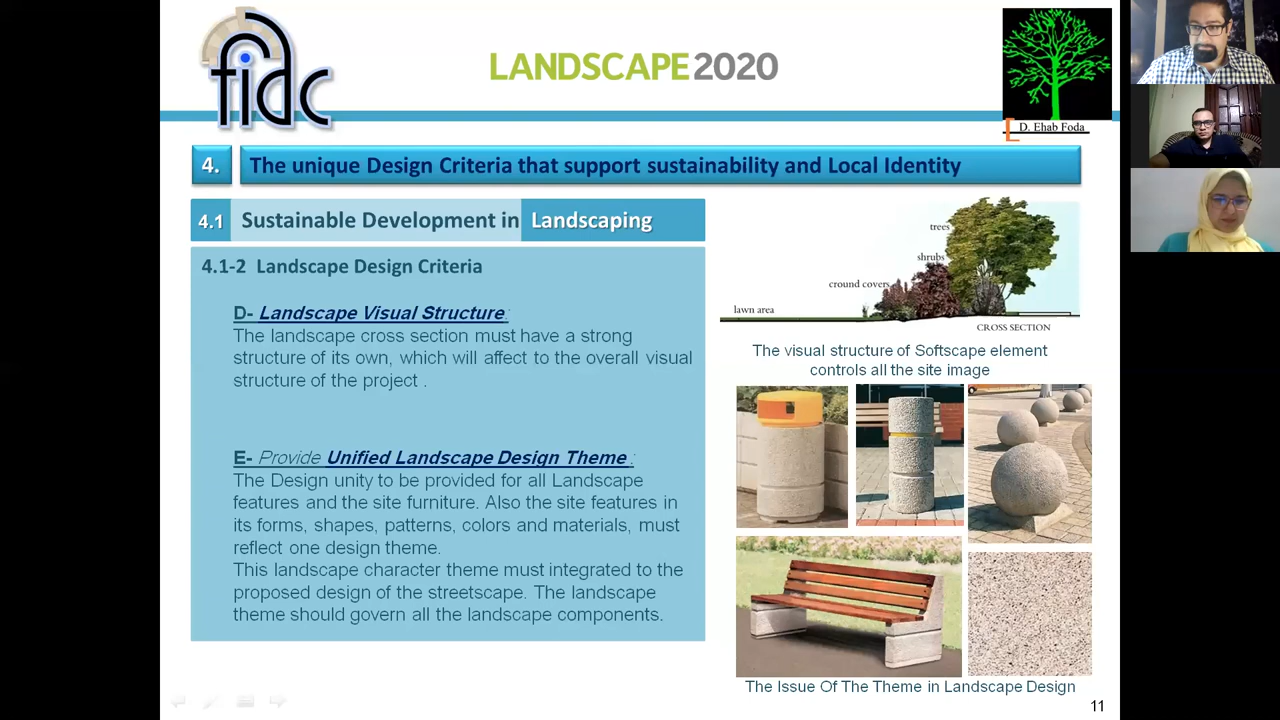 fidc
LANDSCAPE2020
D. Ehab Foda
4.
The unique Design Criteria that support sustainability and Local Identity
4.1
Sustainable Development in Landscaping
4.1-2 Landscape Design Criteria
D- Landscape Visual Structure:
The landscape cross section must have a strong
structure of its own, which will affect to the overall visual
structure of the project .
E- Provide Unified Landscape Design Theme :
The Design unity to be provided for all Landscape
features and the site furniture. Also the site features in
its forms, shapes, patterns, colors and materials, must
reflect one design theme.
This landscape character theme must integrated to the
proposed design of the streetscape. The landscape
theme should govern all the landscape components.
trees
shrubs
cround covers
lawn area
CROSS SECTION
The visual structure of Softscape element
controls all the site image
The Issue Of The Theme in Landscape Design
11